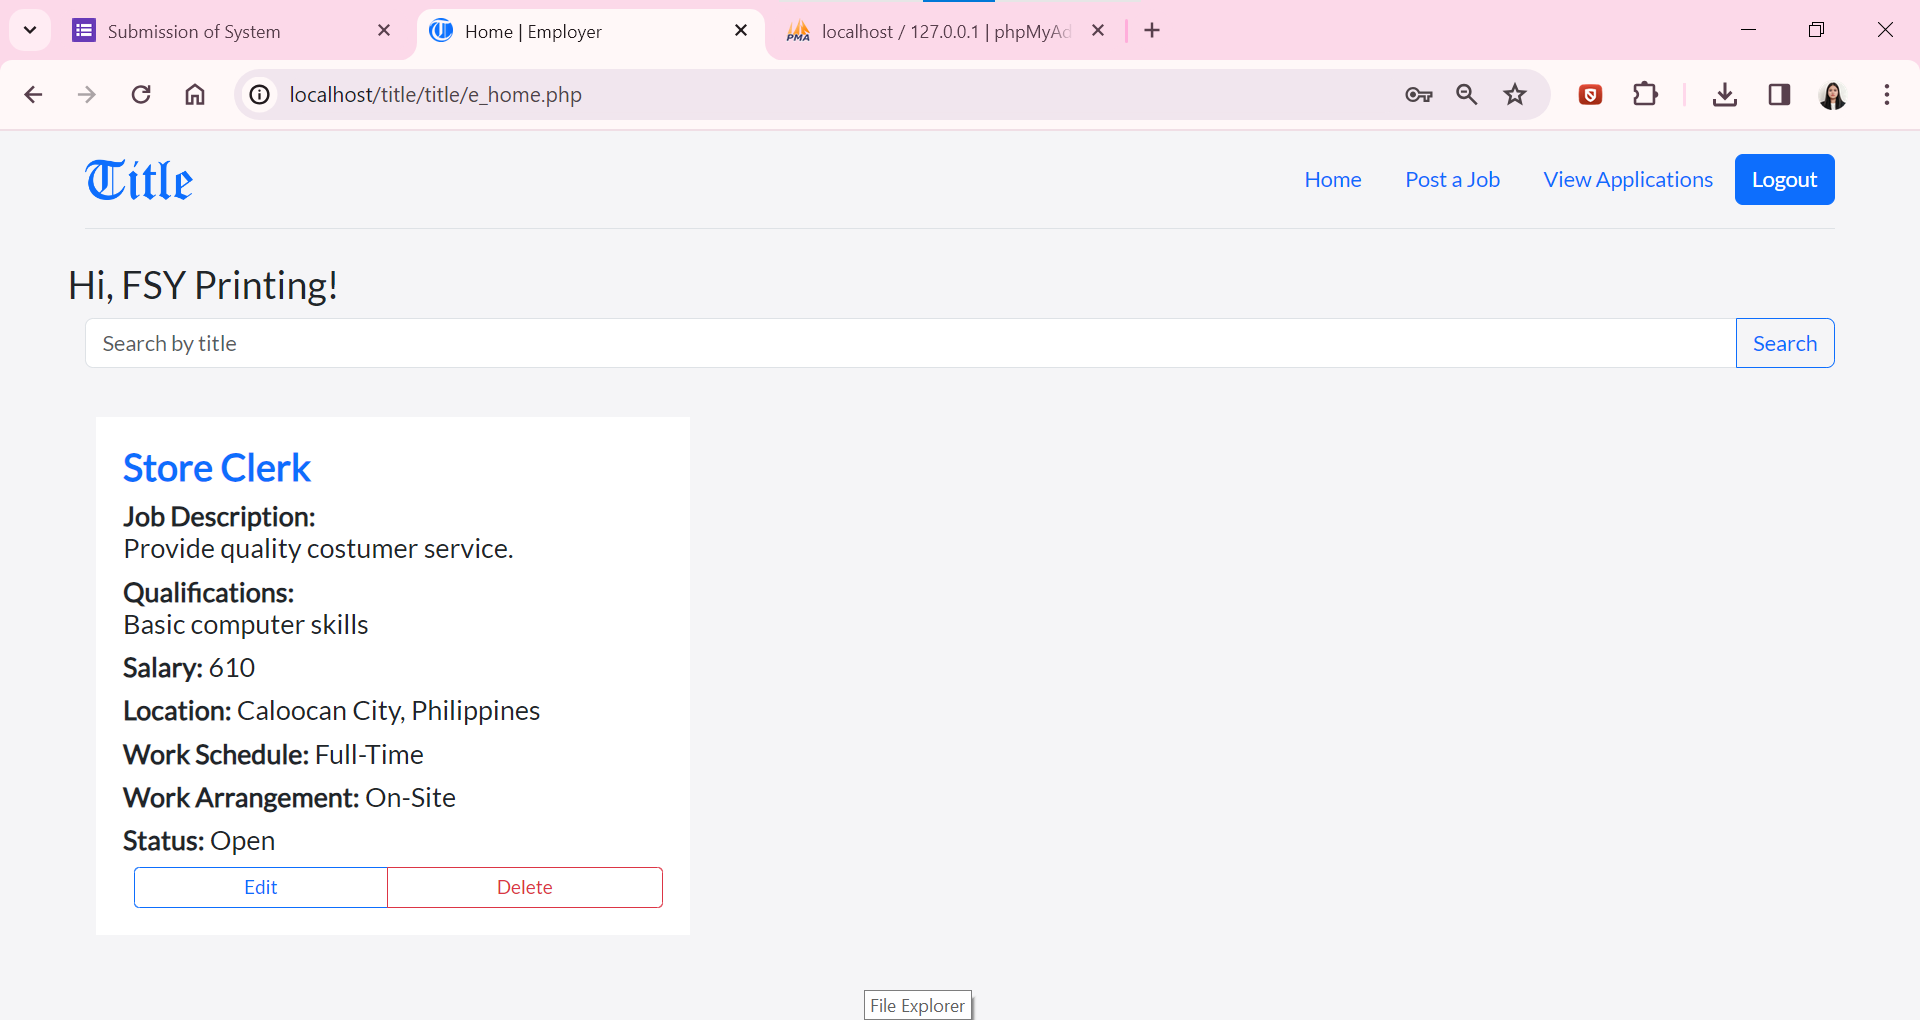 Submission of System
Home | Employer
localhost / 127.0.0.1 | phpMyAd
localhost/title/title/e_home.php
Title
Home
Post a Job
View Applications
Logout
Hi, FSY Printing!
Search by title
Search
Store Clerk
Job Description:
Provide quality costumer service.
Qualifications:
Basic computer skills
Salary: 610
Location: Caloocan City, Philippines
Work Schedule: Full-Time
Work Arrangement: On-Site
Status: Open
Edit
Delete
File Explorer